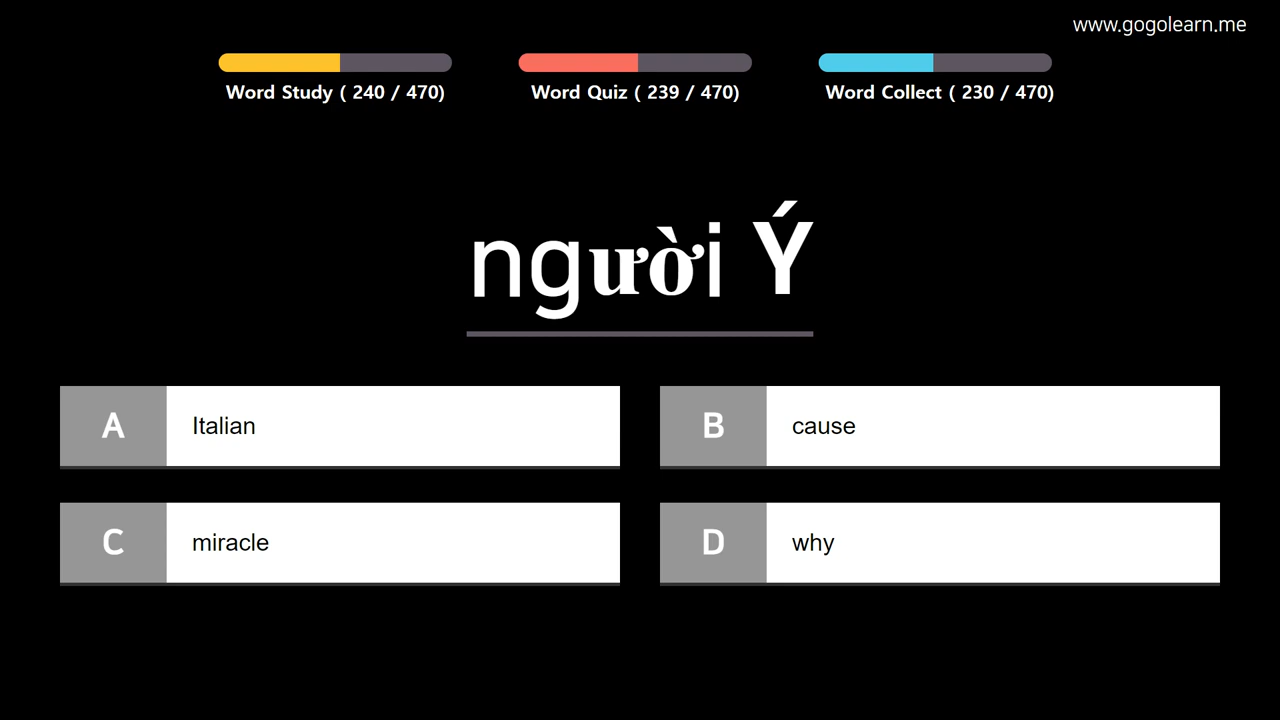 www.gogolearn.me
Word Study ( 240 / 470)
Word Quiz ( 239 / 470)
Word Collect ( 230 / 470)
người Ý
A Italian
B cause
C miracle
D why